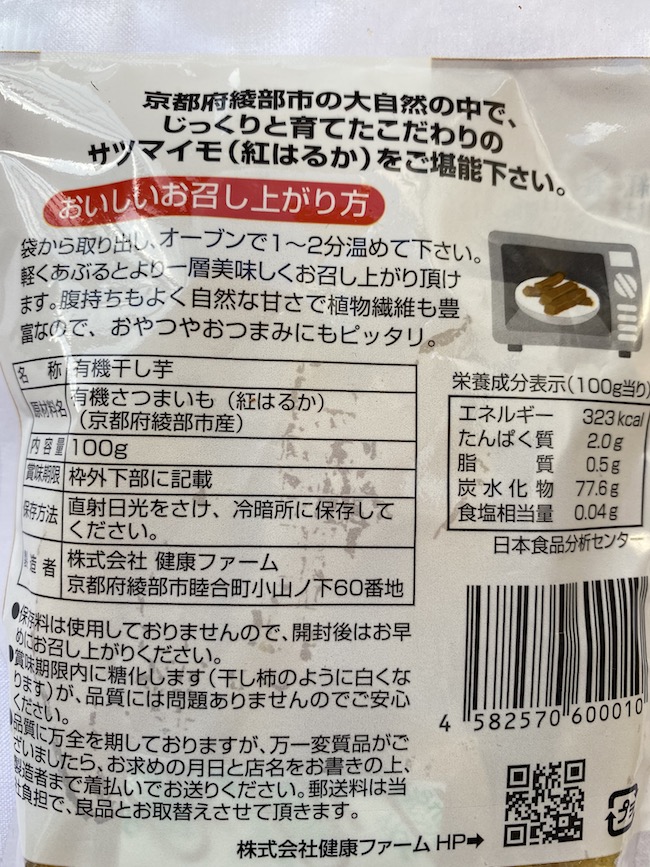 京都府綾部市の大自然の中で、
じっくりと育てたこだわりの
サツマイモ(紅はるか)をご堪能下さい。
おいしいお召し上がり方
袋から取り出し、オーブンで1〜2分温めて下さい。
軽くあぶるとより一層美味しくお召し上がり頂け
ます。腹持ちもよく自然な甘さで植物繊維も豊
富なので、おやつやおつまみにもピッタリ。
名称 有機干し芋
原材料名 有機さつまいも(紅はるか)
(京都府綾部市産)
内容量 100g
賞味期限 枠外下部に記載
保存方法 直射日光をさけ、冷暗所に保存して
ください。
製造者 株式会社 健康ファーム
京都府綾部市睦合町小山ノ下60番地
栄養成分表示(100g当り)
エネルギー 323kcal
たんぱく質 2.0g
脂質 0.5g
炭水化物 77.6g
食塩相当量 0.04g
日本食品分析センター
●保存料は使用しておりませんので、開封後はお早
めにお召し上がりください。
●賞味期限内に糖化します(干し柿のように白くな
ります)が、品質には問題ありませんのでご安心
ください。
●品質に万全を期しておりますが、万一変質品がご
ざいましたら、お求めの月日と店名をお書きの上、
製造者まで着払いでお送りください。郵送料は当
社負担で、良品とお取替えさせて頂きます。
4 582570 600010
株式会社健康ファームHP➡
プラ